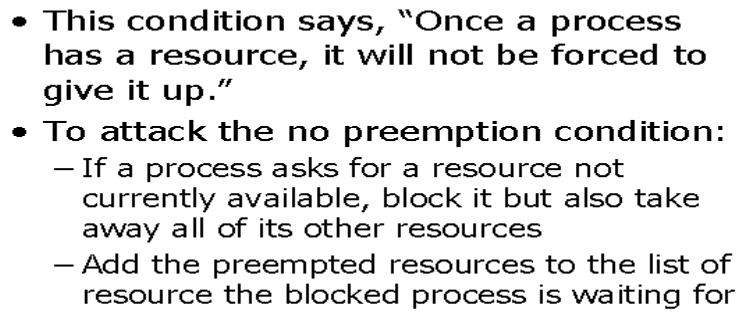 • This condition says, “Once a process
has a resource, it will not be forced to
give it up.”
• To attack the no preemption condition:
– If a process asks for a resource not
currently available, block it but also take
away all of its other resources
– Add the preempted resources to the list of
resource the blocked process is waiting for